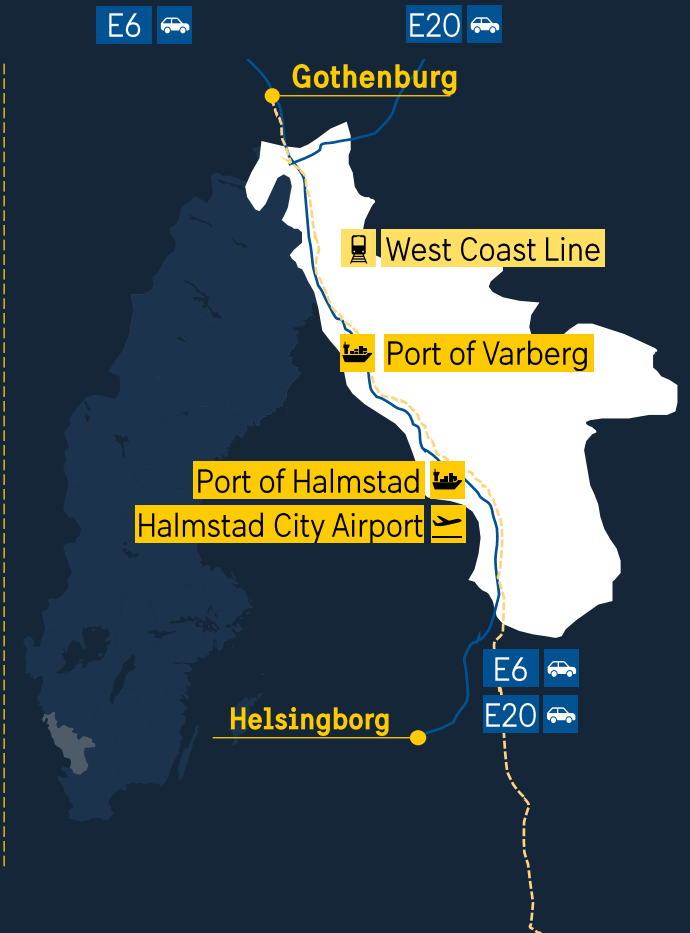 E6
E20
Gothenburg
West Coast Line
Port of Varberg
Port of Halmstad
Halmstad City Airport
E6
E20
Helsingborg